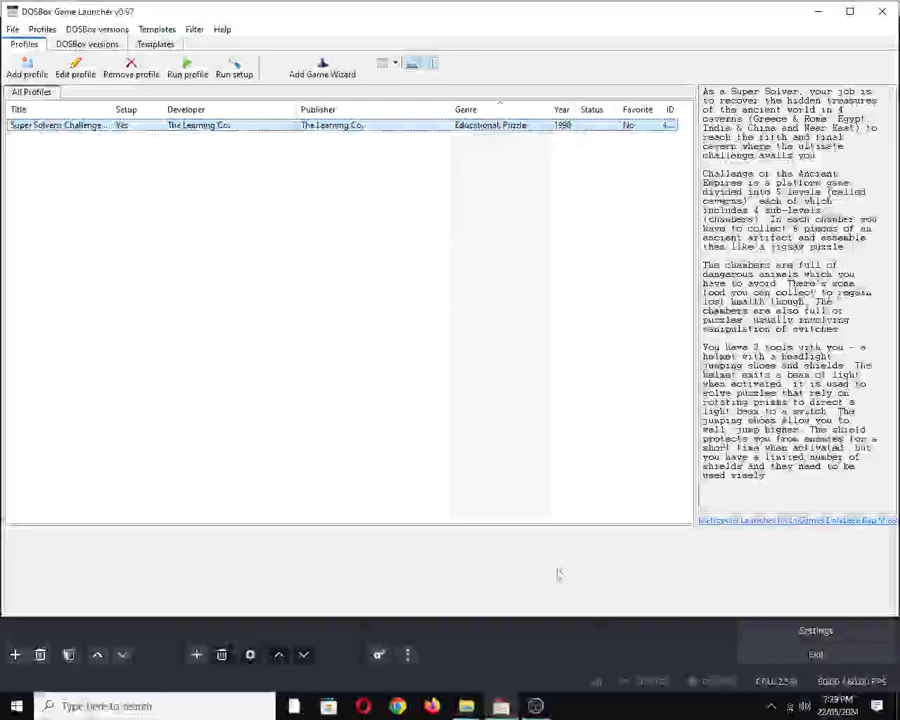 DOSBox Game Launcher v0.97
File Profiles DOSBox versions Templates Filter Help
Profiles DOSBox versions Templates
Add profile Edit profile Remove profile Run profile Run setup Add Game Wizard
All Profiles
Title Setup Developer Publisher Genre Year Status Favorite ID
Super Solvers: Challenge... Yes The Learning Co. The Learning Co. Educational, Puzzle 1990 No 4...
As a Super Solver, your job is
to recover the hidden treasures
of the ancient world in 4
caverns (Greece & Rome, Egypt,
India & China and Near East) to
reach the fifth and final
cavern where the ultimate
challenge awaits you
Challenge of the Ancient
Empires is a platform game
divided into 5 levels (called
caverns) each of which
includes 4 sub-levels
(chambers) In each chamber you
have to collect 6 pieces of an
ancient artifact and assemble
them like a jigsaw puzzle
The chambers are full of
dangerous animals which you
have to avoid There's some
food you can collect to regain
lost health though. The
chambers are also full of
puzzles usually involving
manipulation of switches
You have 3 tools with you - a
helmet with a headlight
jumping shoes and shields The
helmet emits a beam of light
when activated it is used to
solve puzzles that rely on
rotating prisms to direct a
light beam to a switch The
jumping shoes allow you to
well, jump higher. The shield
protects you from enemies for a
short time when activated but
you have a limited number of
shields and they need to be
used wisely
Settings
Exit
60.00 / 60.00 FPS
Type here to search
7:29 PM
22/05/2024